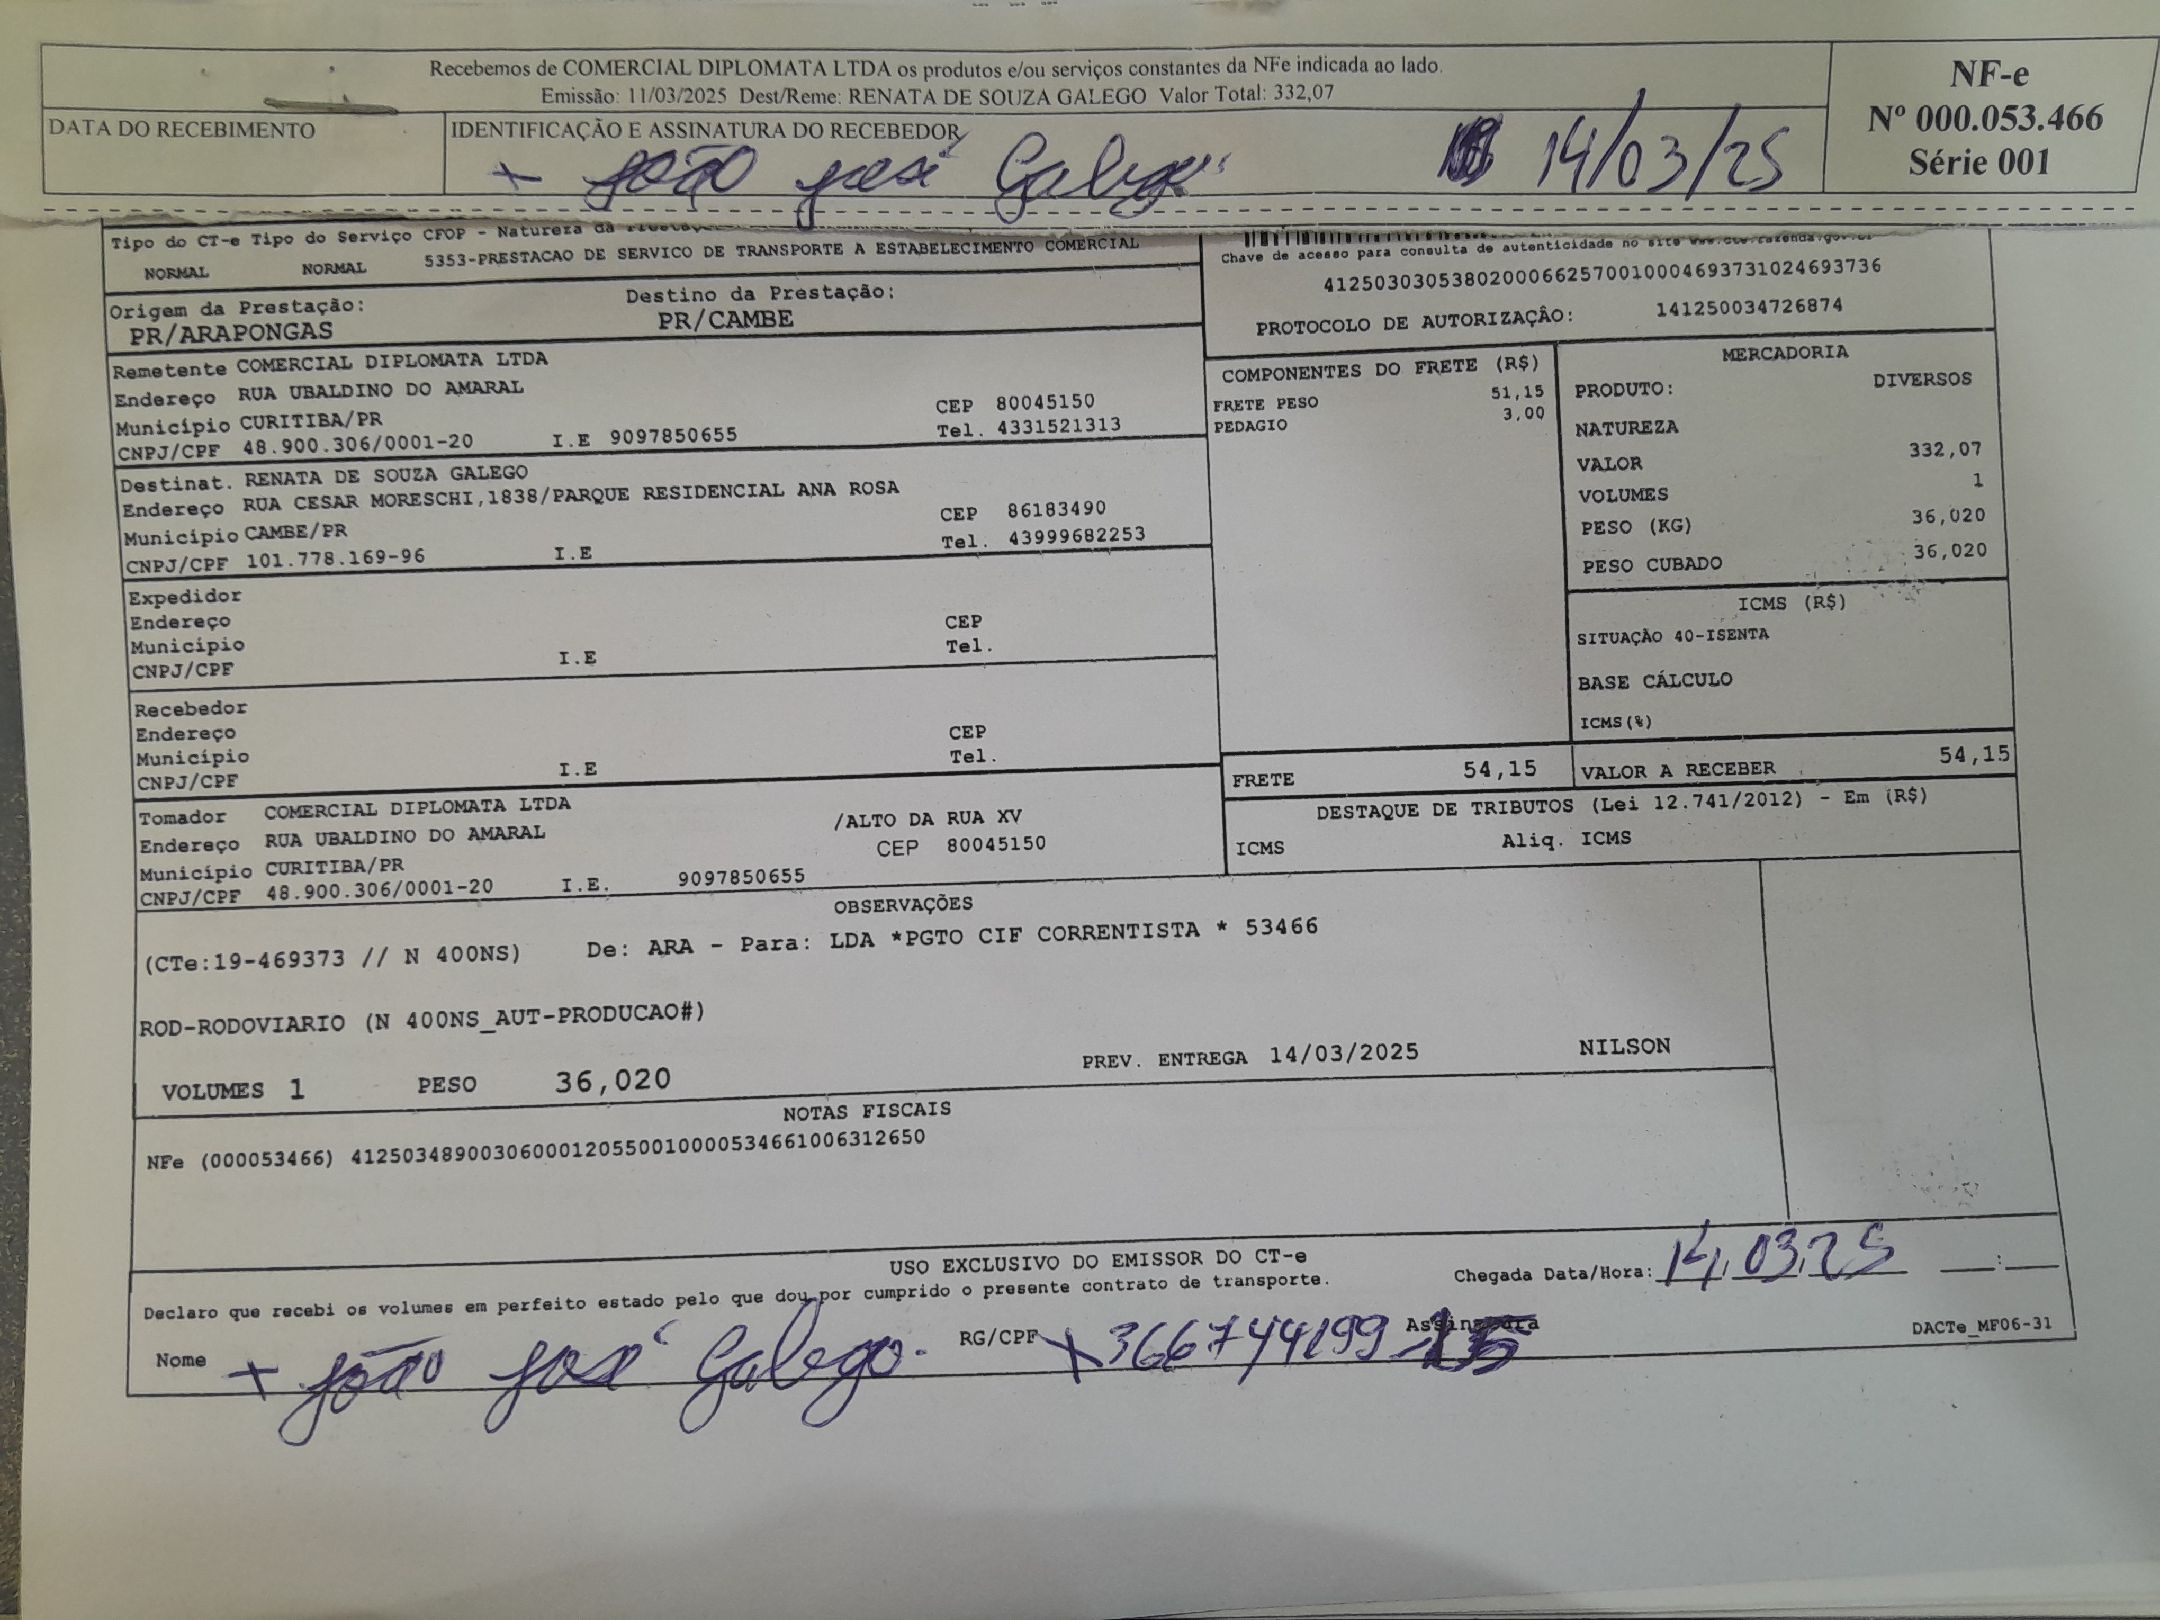 Recebemos de COMERCIAL DIPLOMATA LTDA os produtos e/ou serviços constantes da NFe indicada ao lado.
Emissão: 11/03/2025 Dest/Reme: RENATA DE SOUZA GALEGO Valor Total: 332,07
NF-e
Nº 000.053.466
Série 001
DATA DO RECEBIMENTO
IDENTIFICAÇÃO E ASSINATURA DO RECEBEDOR
+ João José Galego 14/03/25
Tipo do CT-e Tipo do Serviço CFOP - Natureza da
NORMAL NORMAL 5353-PRESTACAO DE SERVICO DE TRANSPORTE A ESTABELECIMENTO COMERCIAL
Chave de acesso para consulta de autenticidade no site www.cte.fazenda.gov.br
41250303053802000662570010004693731024693736
PROTOCOLO DE AUTORIZAÇÃO: 141250034726874
Origem da Prestação: Destino da Prestação:
PR/ARAPONGAS PR/CAMBE
Remetente COMERCIAL DIPLOMATA LTDA
Endereço RUA UBALDINO DO AMARAL
Município CURITIBA/PR CEP 80045150
CNPJ/CPF 48.900.306/0001-20 I.E 9097850655 Tel. 4331521313
Destinat. RENATA DE SOUZA GALEGO
Endereço RUA CESAR MORESCHI,1838/PARQUE RESIDENCIAL ANA ROSA
Município CAMBE/PR CEP 86183490
CNPJ/CPF 101.778.169-96 I.E Tel. 43999682253
Expedidor
Endereço CEP
Município Tel.
CNPJ/CPF I.E
Recebedor
Endereço CEP
Município Tel.
CNPJ/CPF I.E
Tomador COMERCIAL DIPLOMATA LTDA
Endereço RUA UBALDINO DO AMARAL /ALTO DA RUA XV
Município CURITIBA/PR CEP 80045150
CNPJ/CPF 48.900.306/0001-20 I.E. 9097850655
COMPONENTES DO FRETE (R$)
FRETE PESO 51,15
PEDAGIO 3,00
MERCADORIA
PRODUTO: DIVERSOS
NATUREZA
VALOR 332,07
VOLUMES 1
PESO (KG) 36,020
PESO CUBADO 36,020
ICMS (R$)
SITUAÇÃO 40-ISENTA
BASE CÁLCULO
ICMS(%)
FRETE 54,15 VALOR A RECEBER 54,15
DESTAQUE DE TRIBUTOS (Lei 12.741/2012) - Em (R$)
ICMS Aliq. ICMS
OBSERVAÇÕES
(CTe:19-469373 // N 400NS) De: ARA - Para: LDA *PGTO CIF CORRENTISTA * 53466
ROD-RODOVIARIO (N 400NS_AUT-PRODUCAO#)
VOLUMES 1 PESO 36,020 PREV. ENTREGA 14/03/2025 NILSON
NOTAS FISCAIS
NFe (000053466) 41250348900306000120550010000534661006312650
USO EXCLUSIVO DO EMISSOR DO CT-e
Declaro que recebi os volumes em perfeito estado pelo que dou por cumprido o presente contrato de transporte.
Chegada Data/Hora: 14.03.25 __:__
Nome + João José Galego. RG/CPF + 366744199-15 Assinatura
DACTe_MF06-31